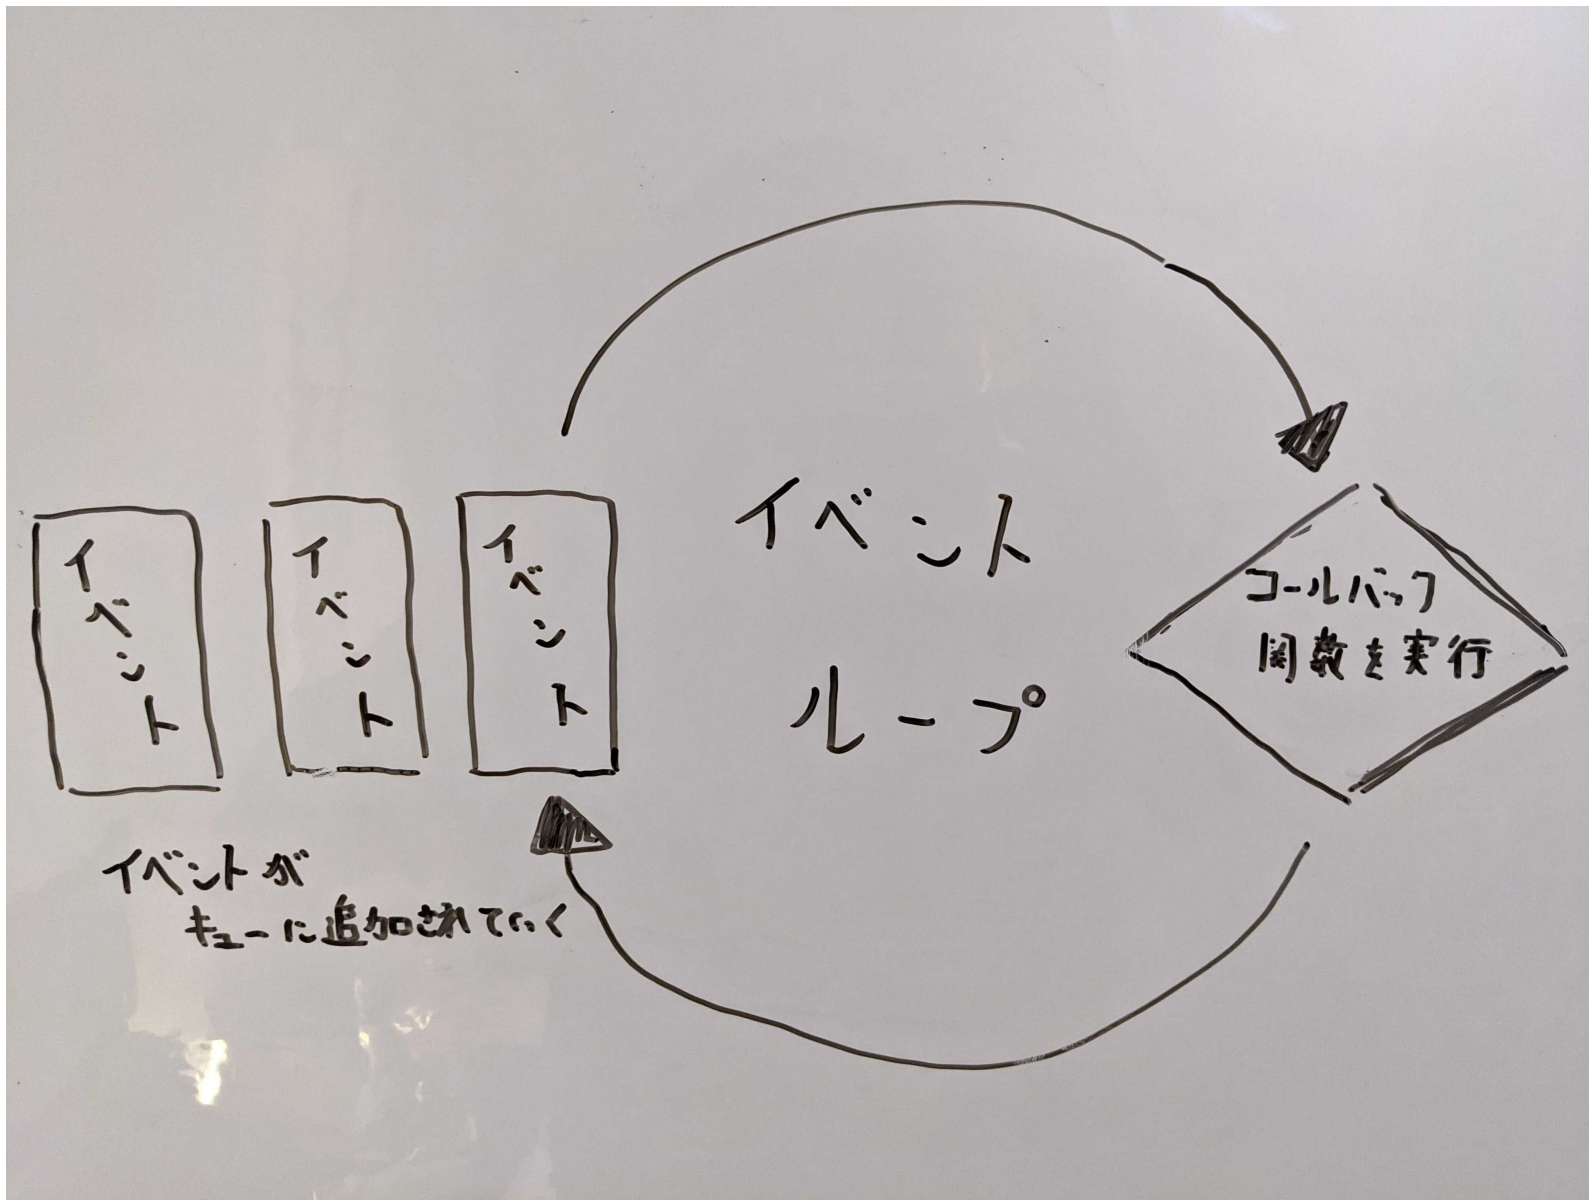 イベント
イベント
イベント
イベント
ループ
コールバック
関数を実行
イベントが
キューに追加されていく